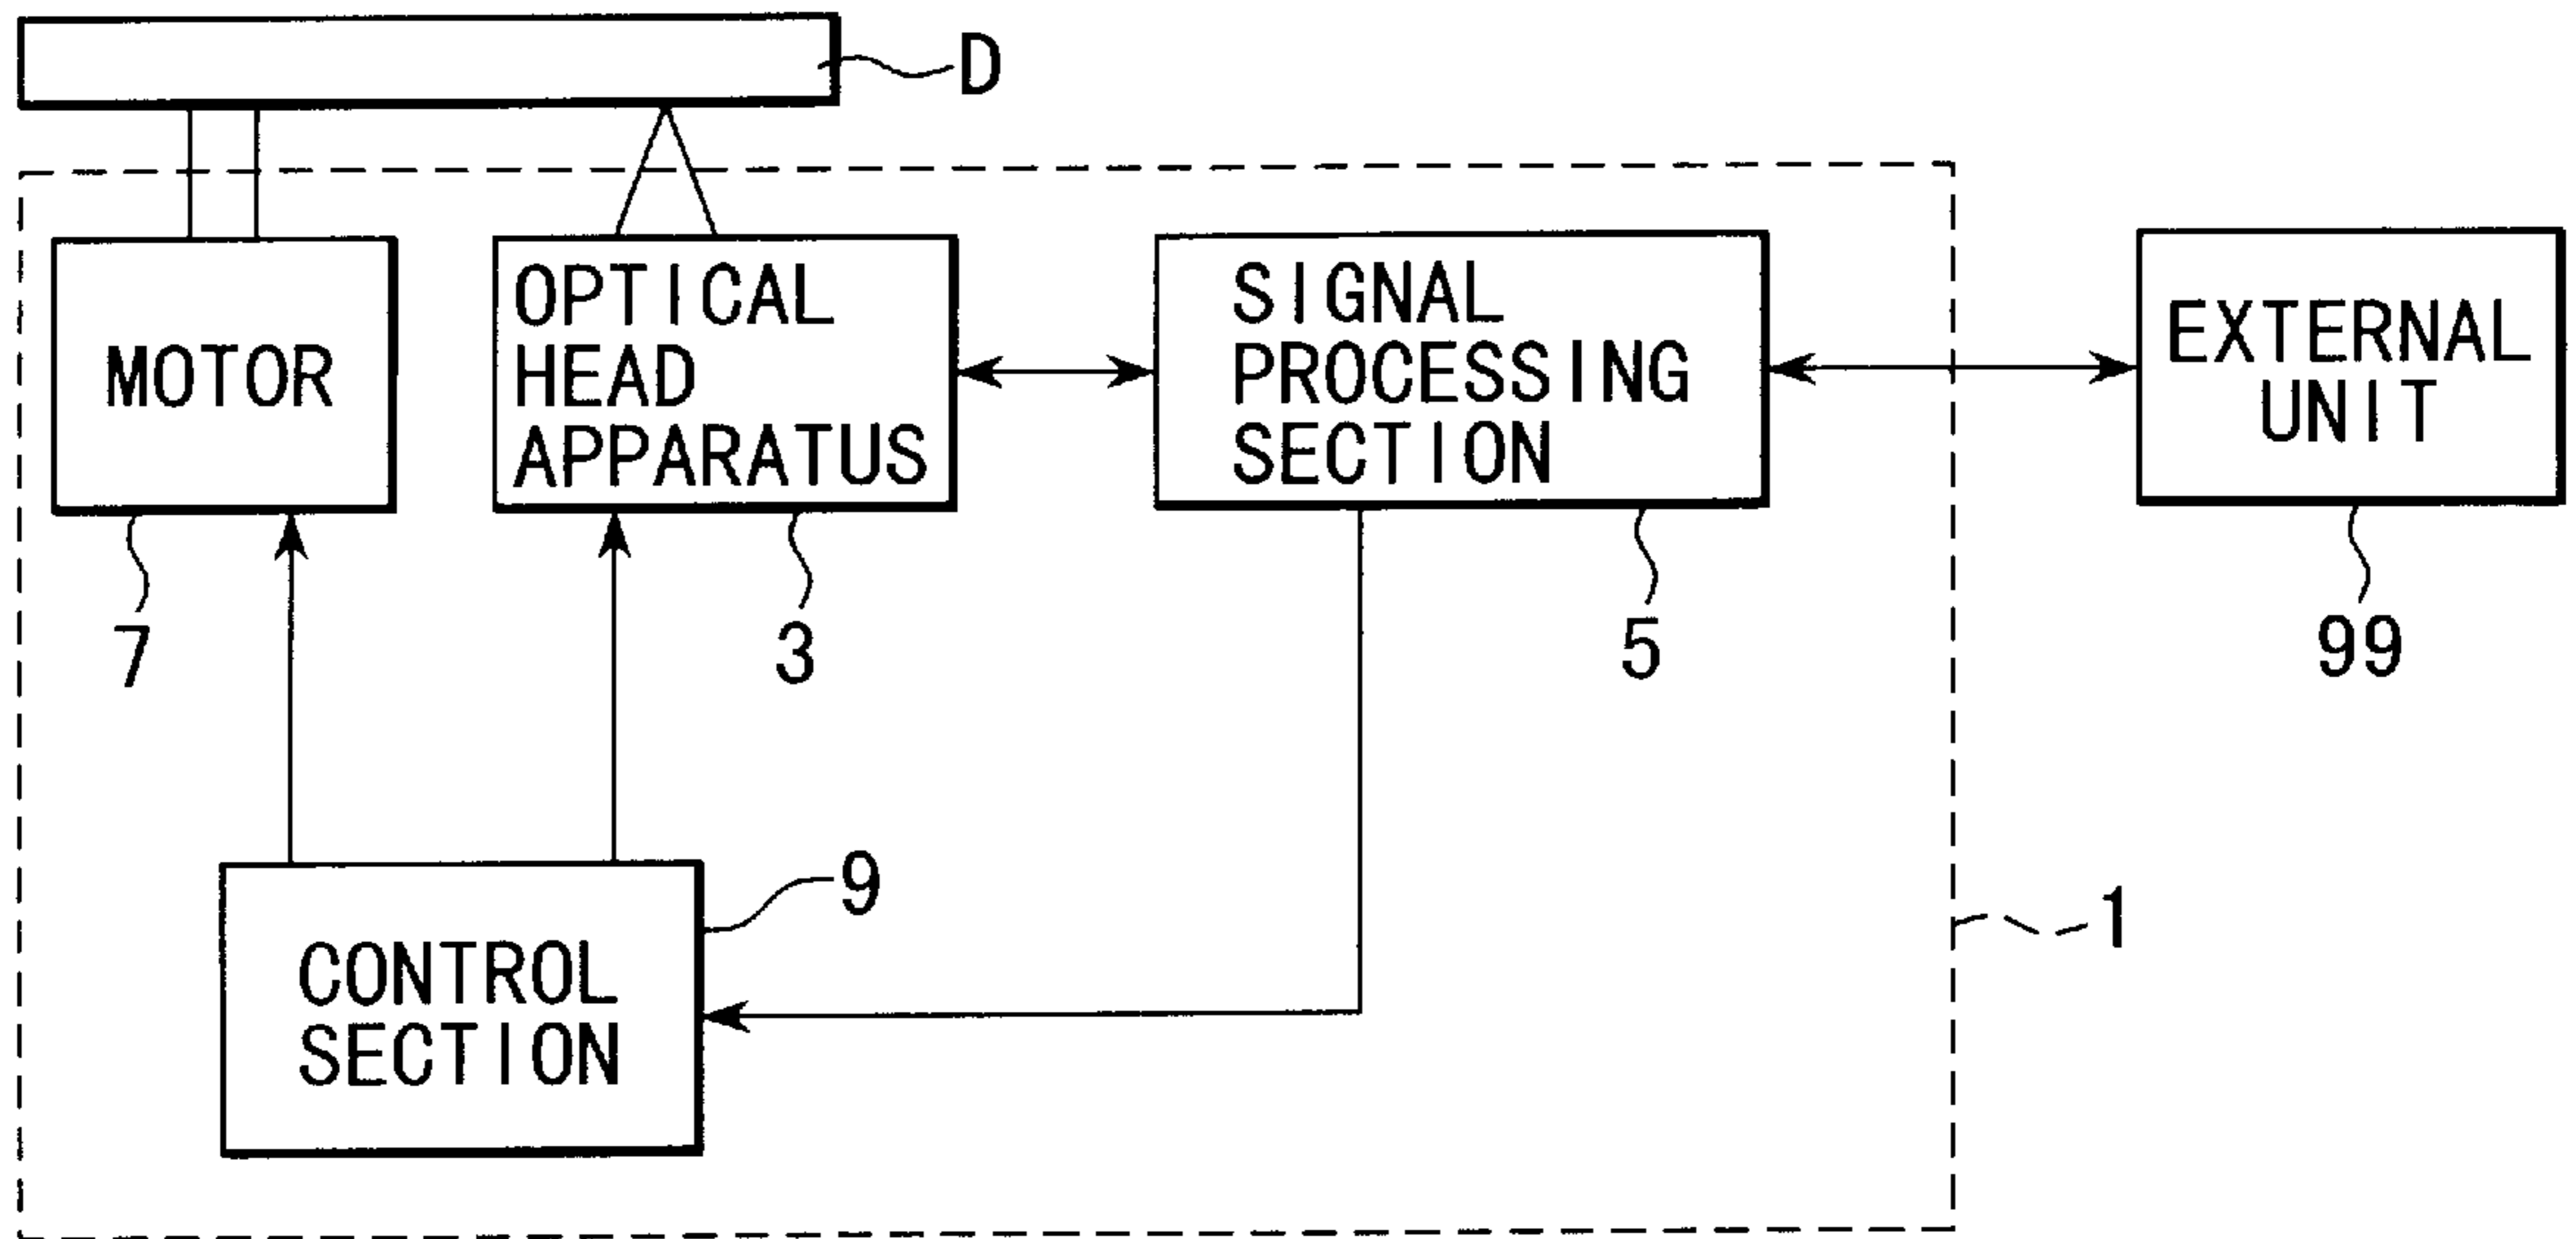 D
MOTOR
OPTICAL
HEAD
APPARATUS
SIGNAL
PROCESSING
SECTION
EXTERNAL
UNIT
7
3
5
99
9
1
CONTROL
SECTION